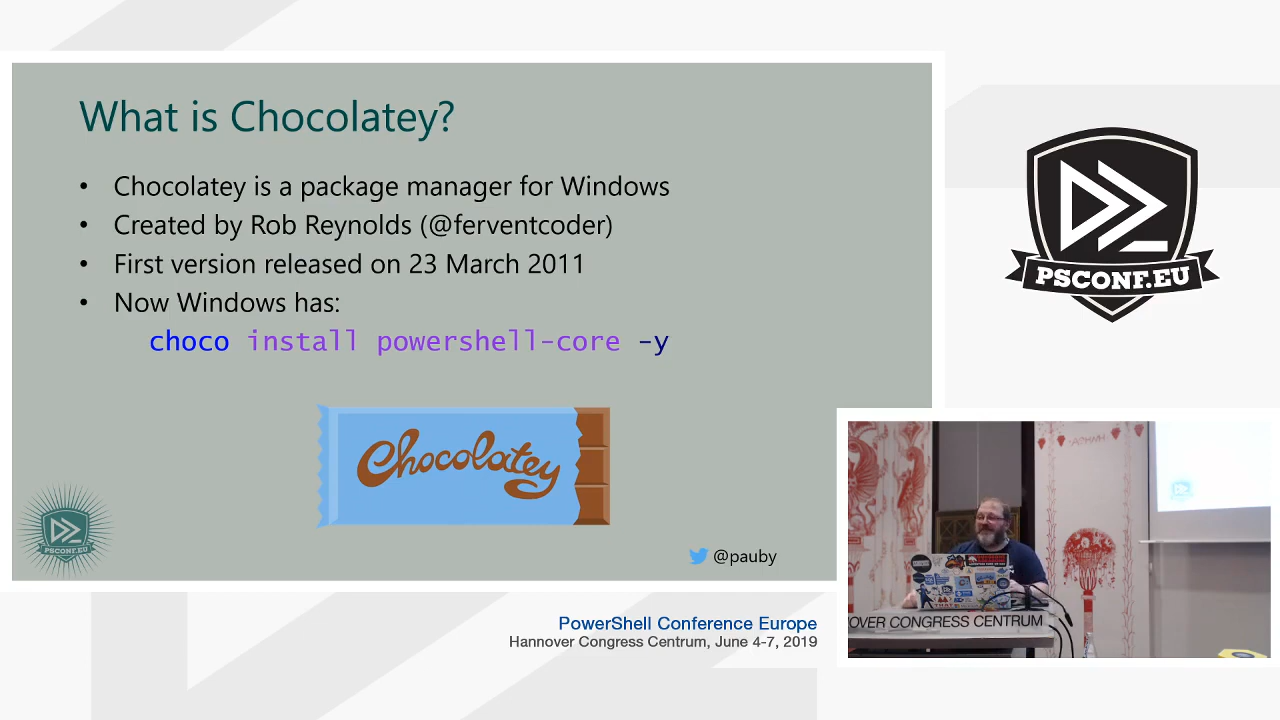 What is Chocolatey?
• Chocolatey is a package manager for Windows
• Created by Rob Reynolds (@ferventcoder)
• First version released on 23 March 2011
• Now Windows has:
choco install powershell-core -y
Chocolatey
PSCONF.EU
@pauby
PSCONF.EU
PowerShell Conference Europe
Hannover Congress Centrum, June 4-7, 2019
OVER CONGRESS CENTRUM